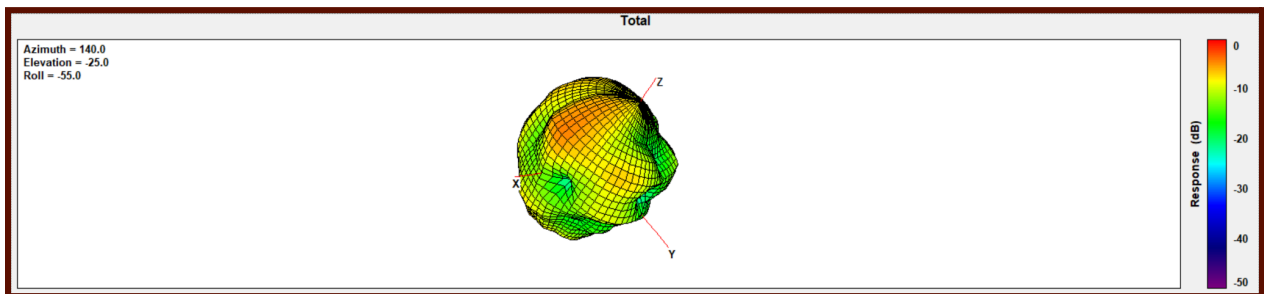 Total
Azimuth = 140.0
Elevation = -25.0
Roll = -55.0
Z
X
Y
0
-10
-20
-30
-40
-50
Response (dB)